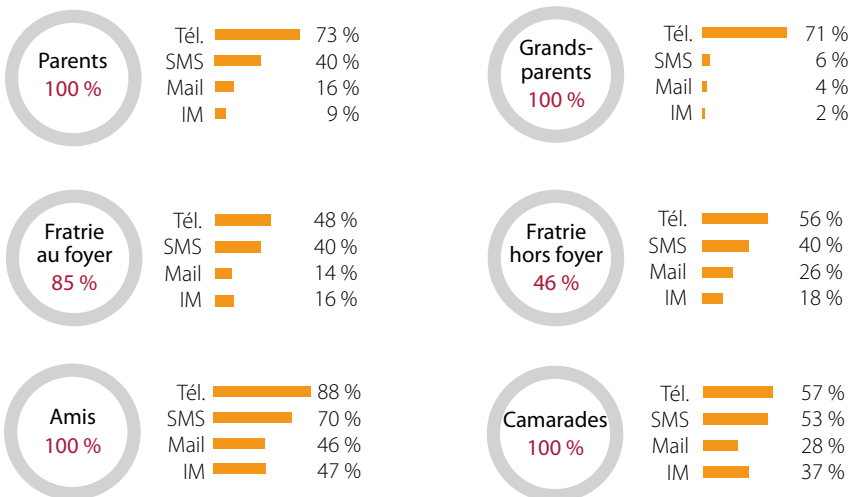 Parents
100 %
Tél. 73 %
SMS 40 %
Mail 16 %
IM 9 %
Grands-
parents
100 %
Tél. 71 %
SMS 6 %
Mail 4 %
IM 2 %
Fratrie
au foyer
85 %
Tél. 48 %
SMS 40 %
Mail 14 %
IM 16 %
Fratrie
hors foyer
46 %
Tél. 56 %
SMS 40 %
Mail 26 %
IM 18 %
Amis
100 %
Tél. 88 %
SMS 70 %
Mail 46 %
IM 47 %
Camarades
100 %
Tél. 57 %
SMS 53 %
Mail 28 %
IM 37 %